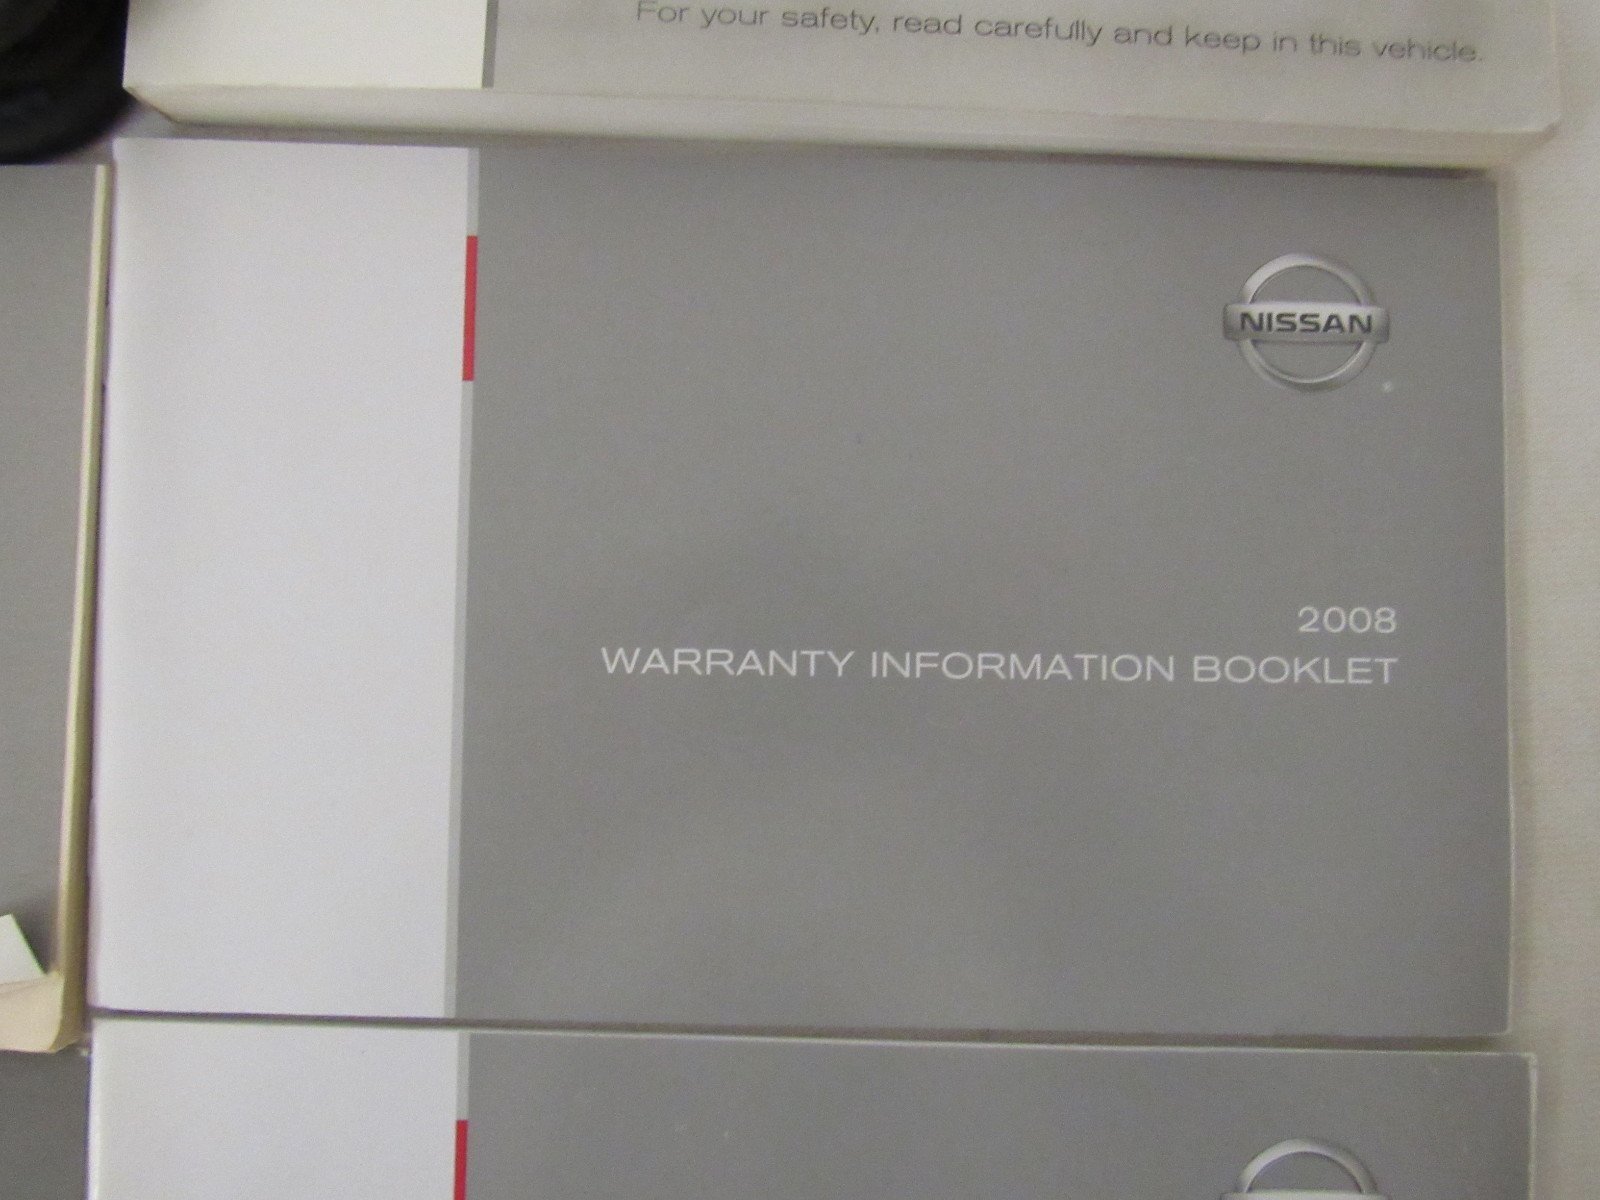 For your safety, read carefully and keep in this vehicle.
NISSAN
2008
WARRANTY INFORMATION BOOKLET